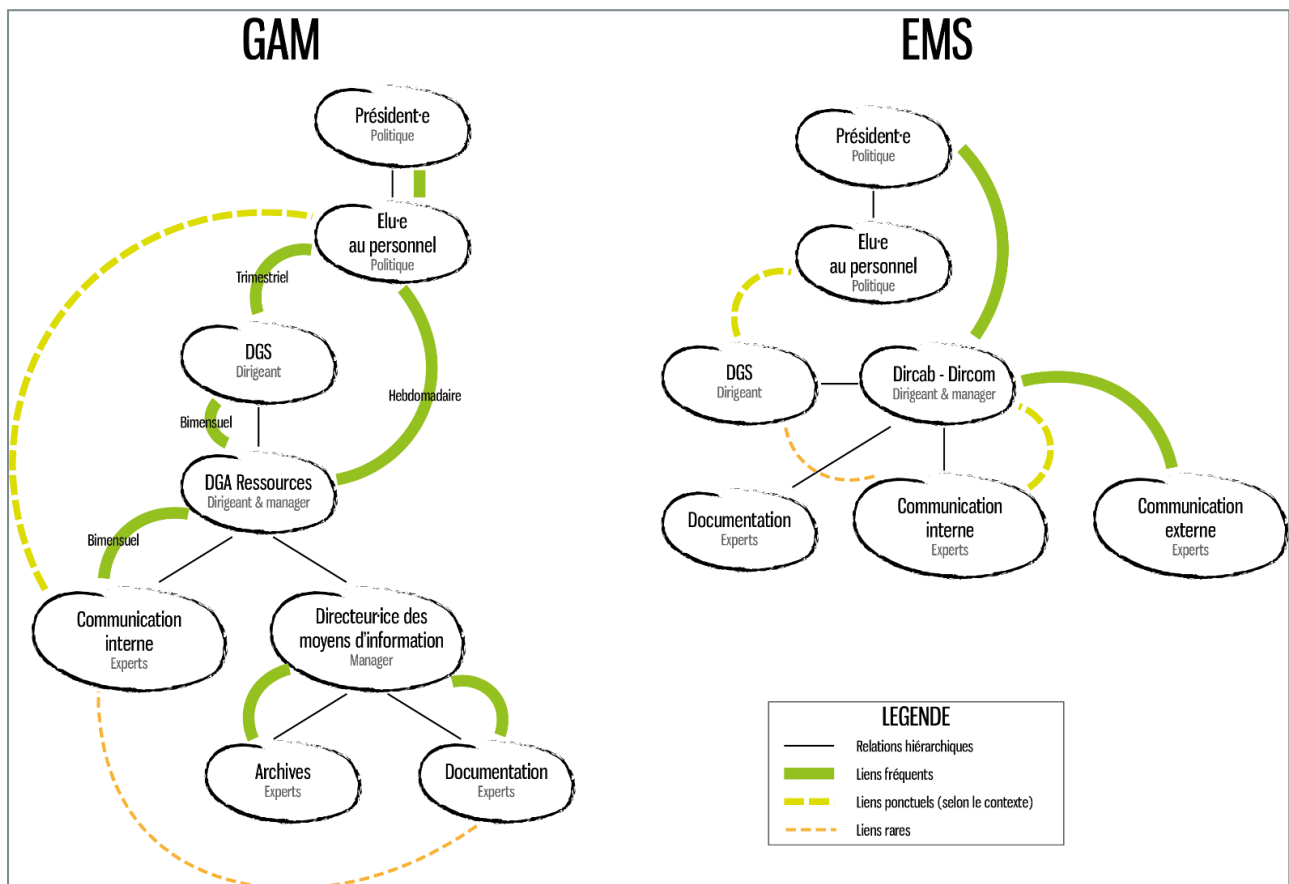 GAM
Président·e
Politique
Elu·e
au personnel
Politique
Trimestriel
DGS
Dirigeant
Hebdomadaire
Bimensuel
DGA Ressources
Dirigeant & manager
Bimensuel
Communication
interne
Experts
Directeur·ice des
moyens d'information
Manager
Archives
Experts
Documentation
Experts
EMS
Président·e
Politique
Elu·e
au personnel
Politique
DGS
Dirigeant
Dircab - Dircom
Dirigeant & manager
Documentation
Experts
Communication
interne
Experts
Communication
externe
Experts
LEGENDE
Relations hiérarchiques
Liens fréquents
Liens ponctuels (selon le contexte)
Liens rares